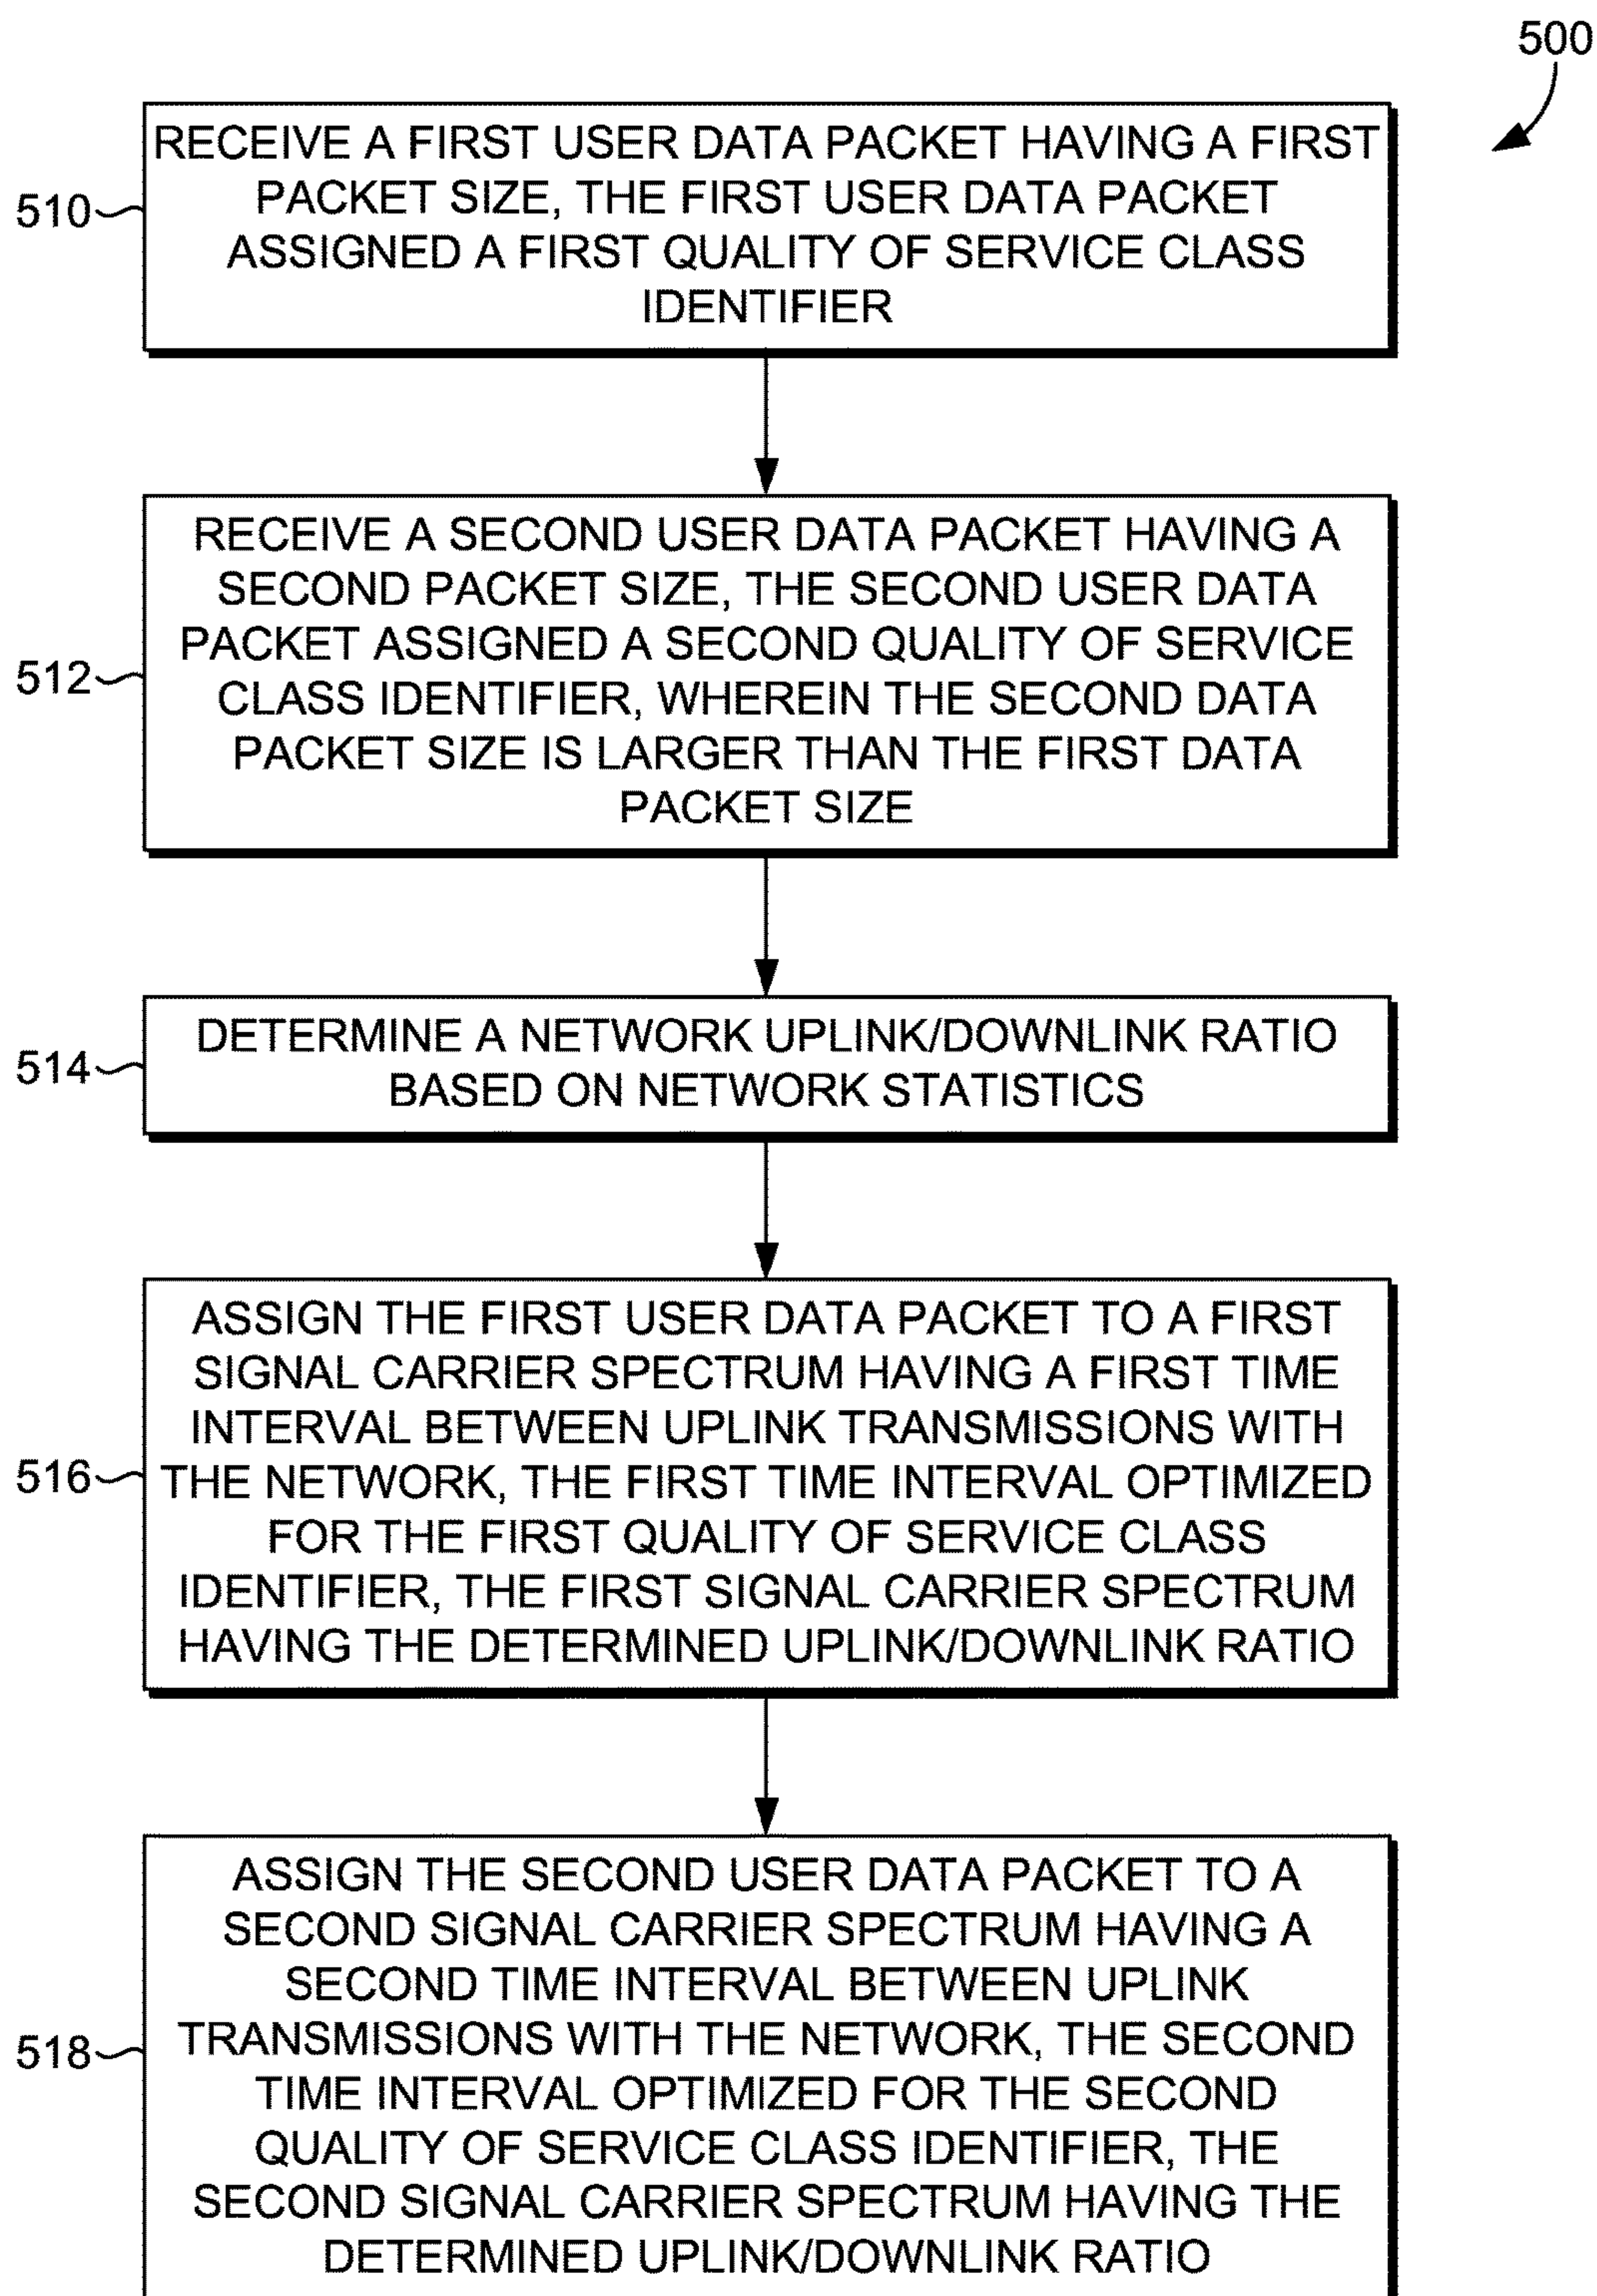 500
RECEIVE A FIRST USER DATA PACKET HAVING A FIRST
PACKET SIZE, THE FIRST USER DATA PACKET
ASSIGNED A FIRST QUALITY OF SERVICE CLASS
IDENTIFIER
510
RECEIVE A SECOND USER DATA PACKET HAVING A
SECOND PACKET SIZE, THE SECOND USER DATA
PACKET ASSIGNED A SECOND QUALITY OF SERVICE
CLASS IDENTIFIER, WHEREIN THE SECOND DATA
PACKET SIZE IS LARGER THAN THE FIRST DATA
PACKET SIZE
512
DETERMINE A NETWORK UPLINK/DOWNLINK RATIO
BASED ON NETWORK STATISTICS
514
ASSIGN THE FIRST USER DATA PACKET TO A FIRST
SIGNAL CARRIER SPECTRUM HAVING A FIRST TIME
INTERVAL BETWEEN UPLINK TRANSMISSIONS WITH
THE NETWORK, THE FIRST TIME INTERVAL OPTIMIZED
FOR THE FIRST QUALITY OF SERVICE CLASS
IDENTIFIER, THE FIRST SIGNAL CARRIER SPECTRUM
HAVING THE DETERMINED UPLINK/DOWNLINK RATIO
516
ASSIGN THE SECOND USER DATA PACKET TO A
SECOND SIGNAL CARRIER SPECTRUM HAVING A
SECOND TIME INTERVAL BETWEEN UPLINK
TRANSMISSIONS WITH THE NETWORK, THE SECOND
TIME INTERVAL OPTIMIZED FOR THE SECOND
QUALITY OF SERVICE CLASS IDENTIFIER, THE
SECOND SIGNAL CARRIER SPECTRUM HAVING THE
DETERMINED UPLINK/DOWNLINK RATIO
518